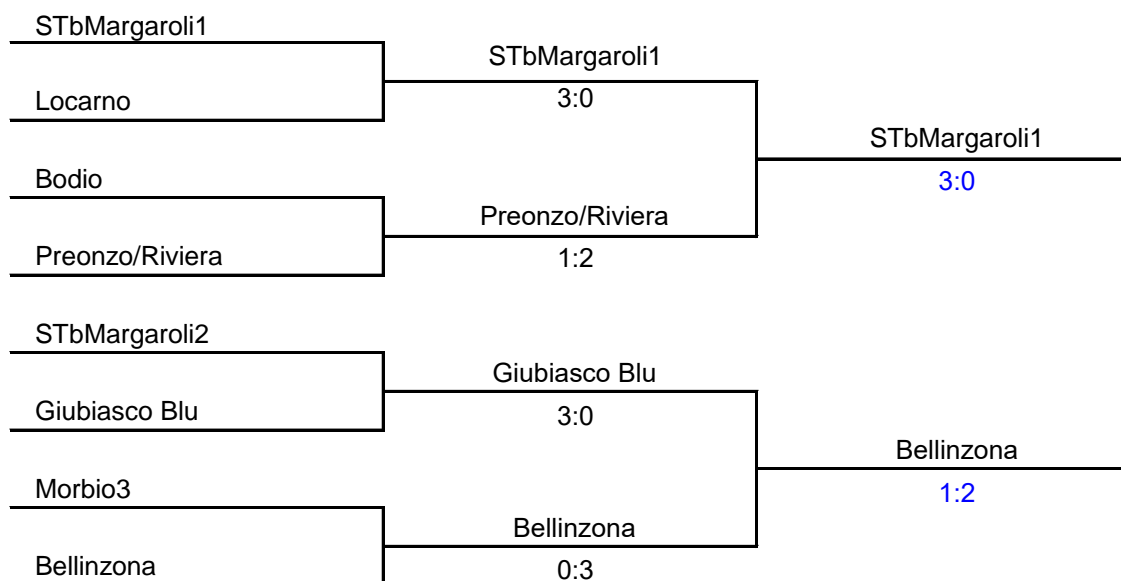 STbMargaroli1
STbMargaroli1
Locarno
3:0
STbMargaroli1
Bodio
3:0
Preonzo/Riviera
Preonzo/Riviera
1:2
STbMargaroli2
Giubiasco Blu
Giubiasco Blu
3:0
Bellinzona
Morbio3
1:2
Bellinzona
Bellinzona
0:3